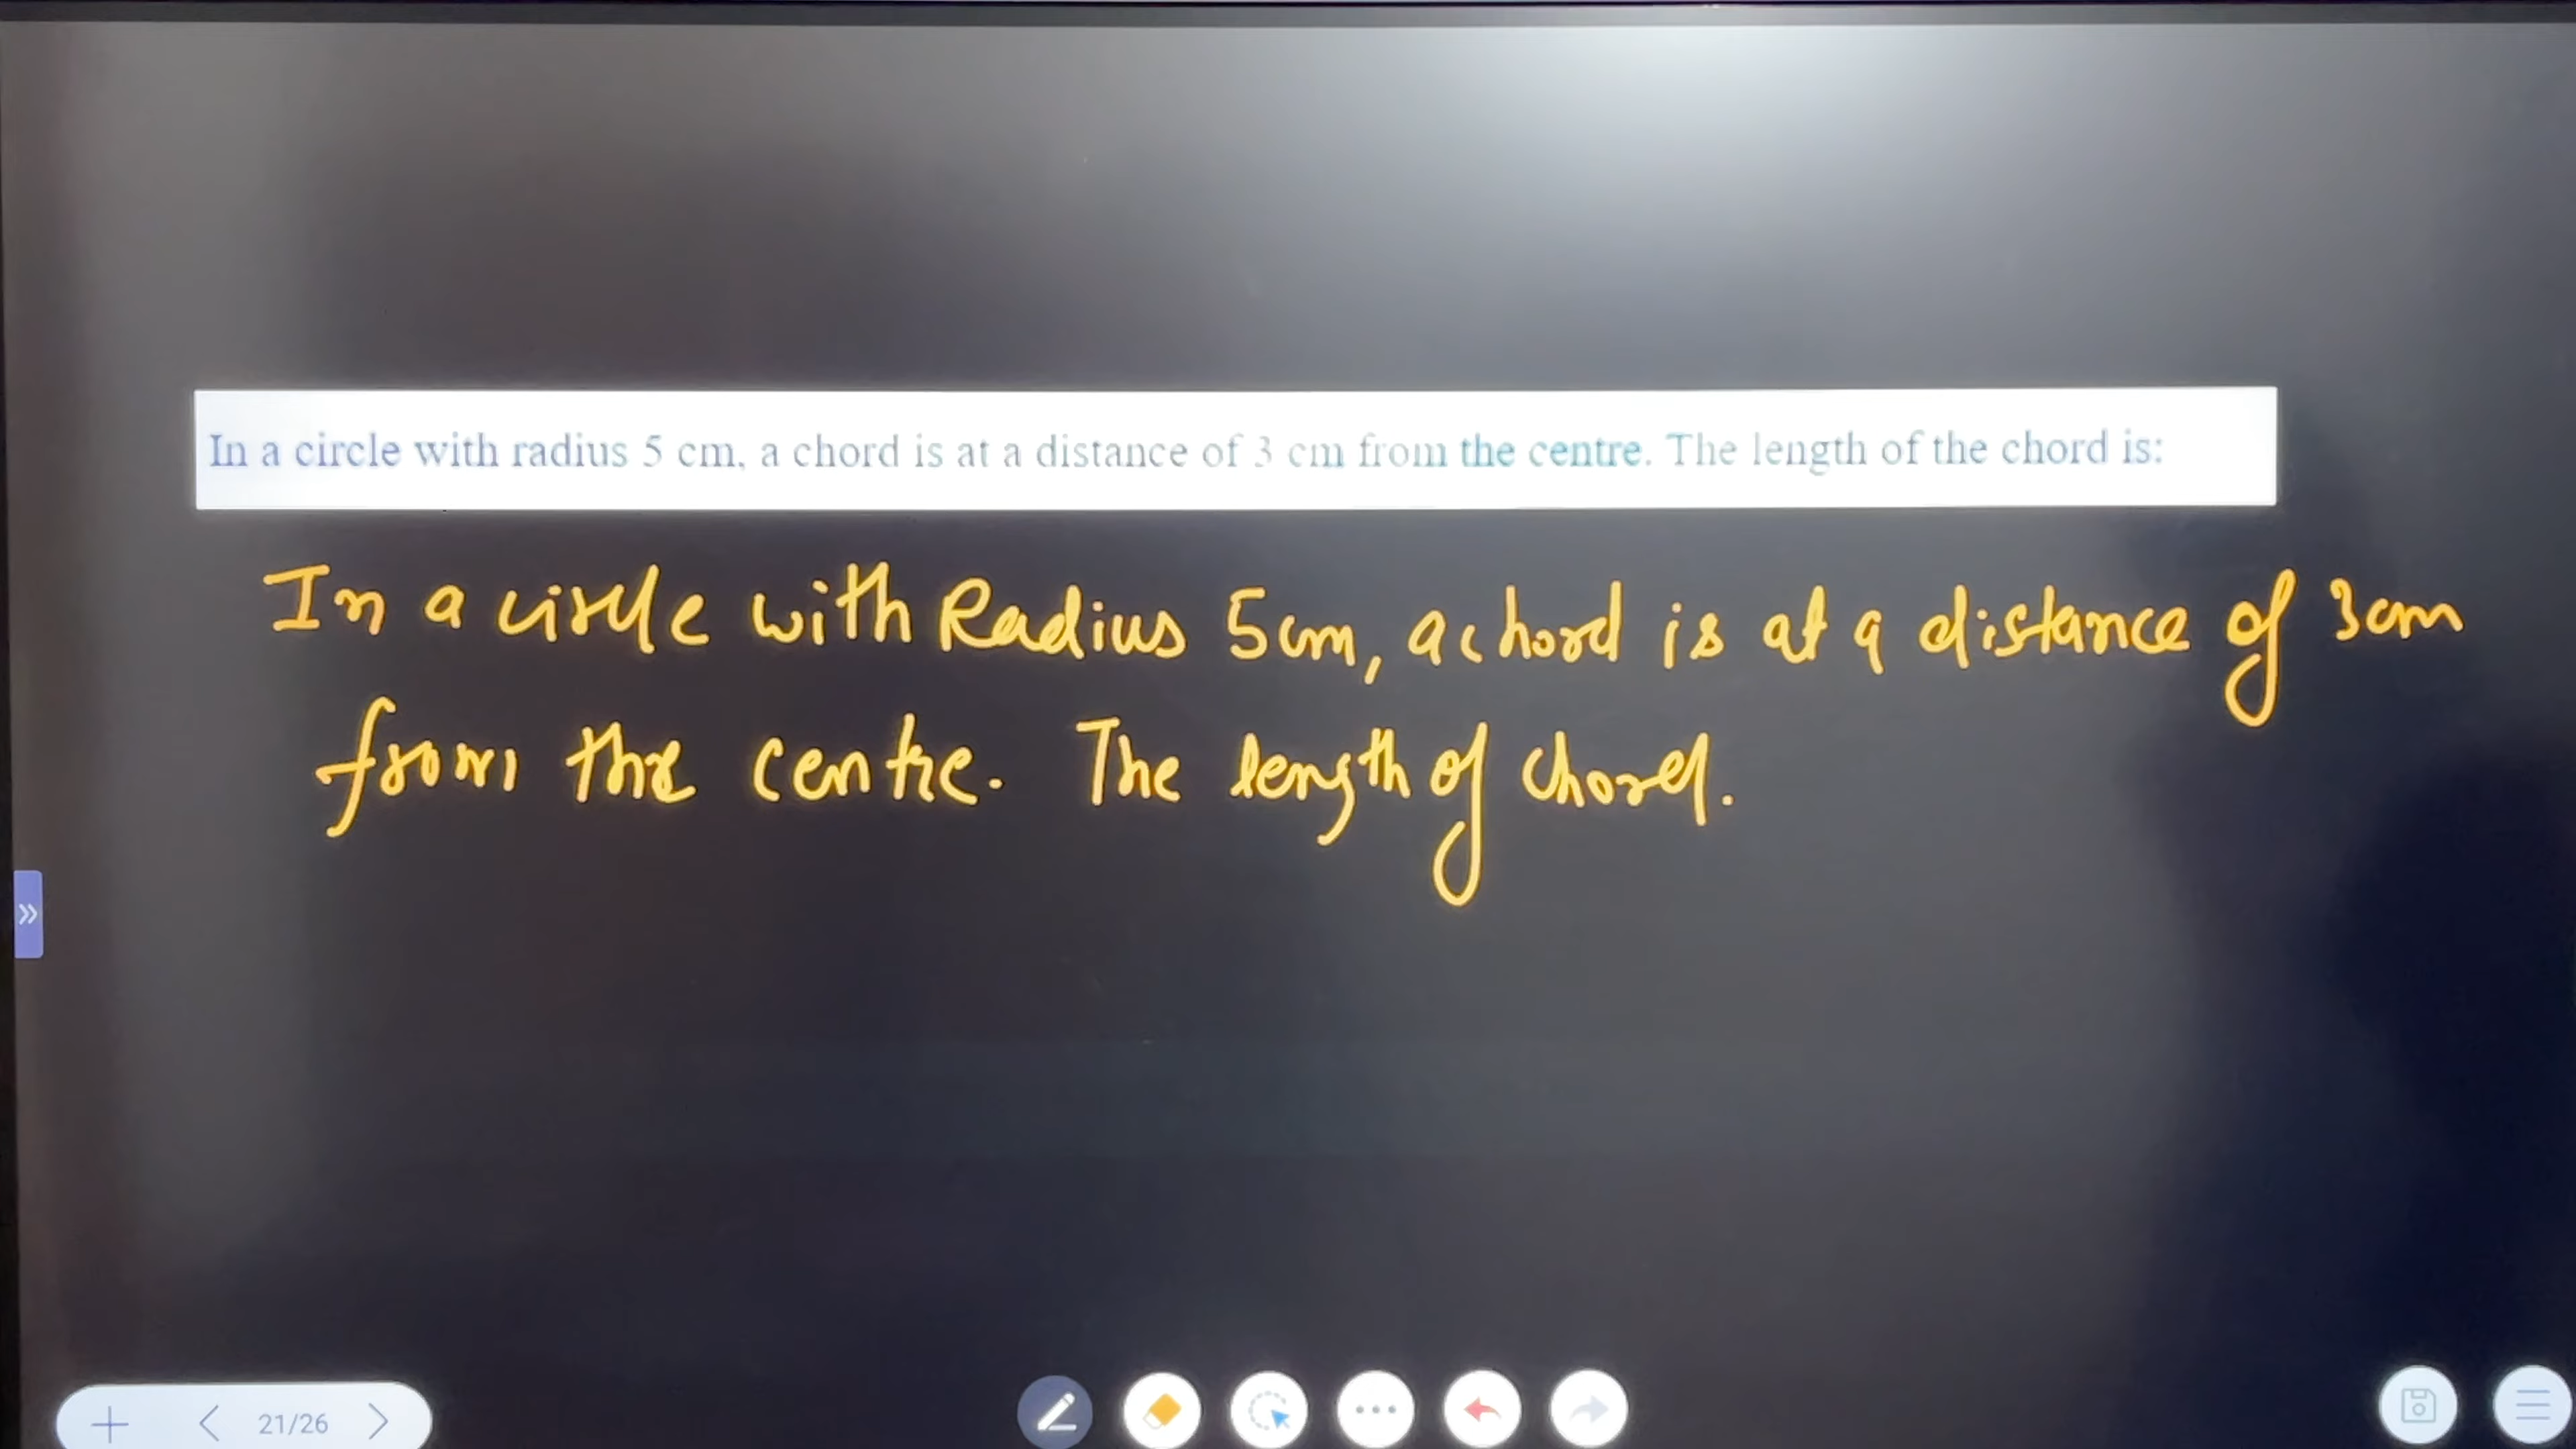 In a circle with radius 5 cm, a chord is at a distance of 3 cm from the centre. The length of the chord is:
In a circle with Radius 5cm, a chord is at a distance of 3cm
from the centre. The length of chord.
21/26